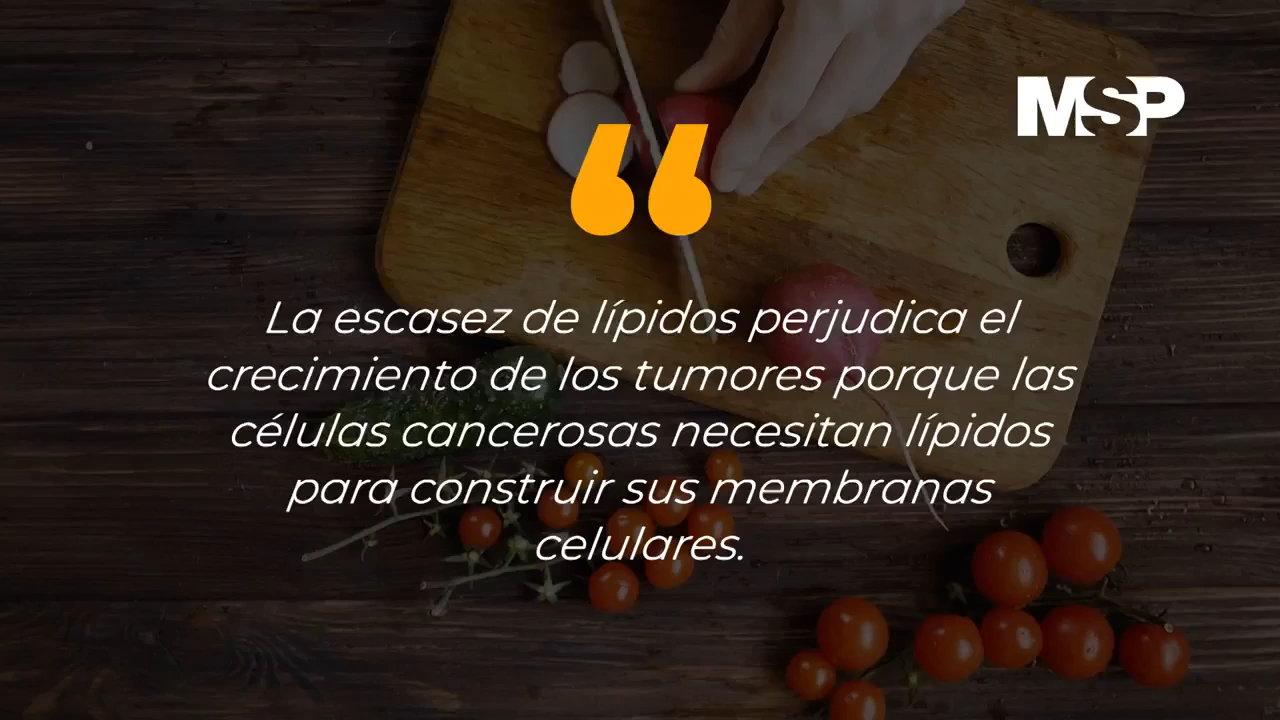 MSP
“
La escasez de lípidos perjudica el
crecimiento de los tumores porque las
células cancerosas necesitan lípidos
para construir sus membranas
celulares.